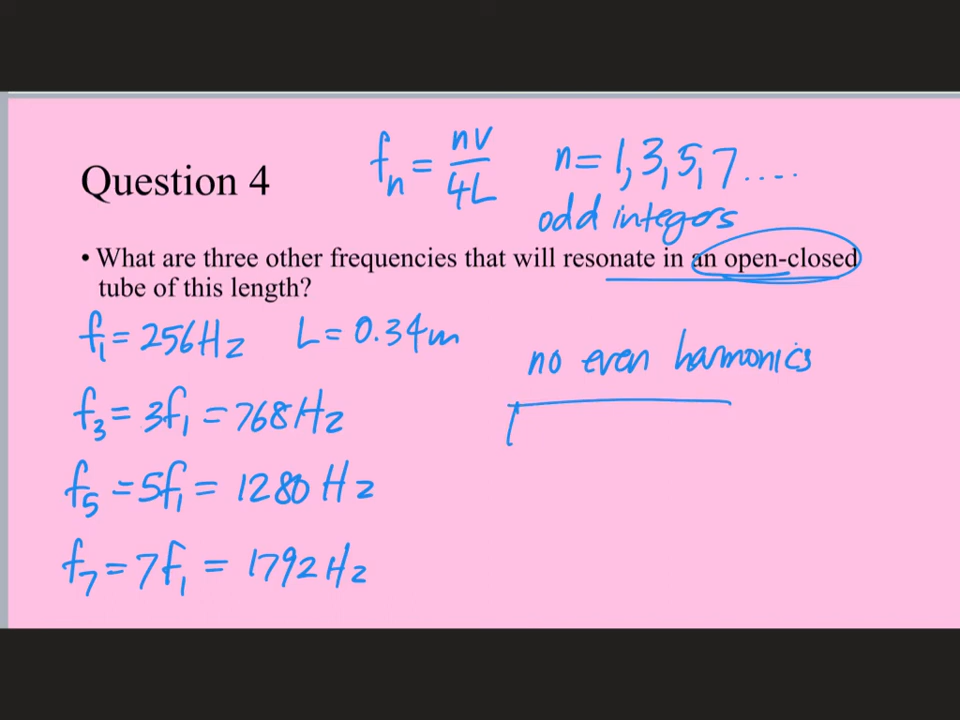 f_n = nv/4L    n = 1, 3, 5, 7 ....
Question 4
odd integers
• What are three other frequencies that will resonate in an open-closed
tube of this length?
f_1 = 256 Hz    L = 0.34 m
no even harmonics
f_3 = 3f_1 = 768 Hz
f_5 = 5f_1 = 1280 Hz
f_7 = 7f_1 = 1792 Hz